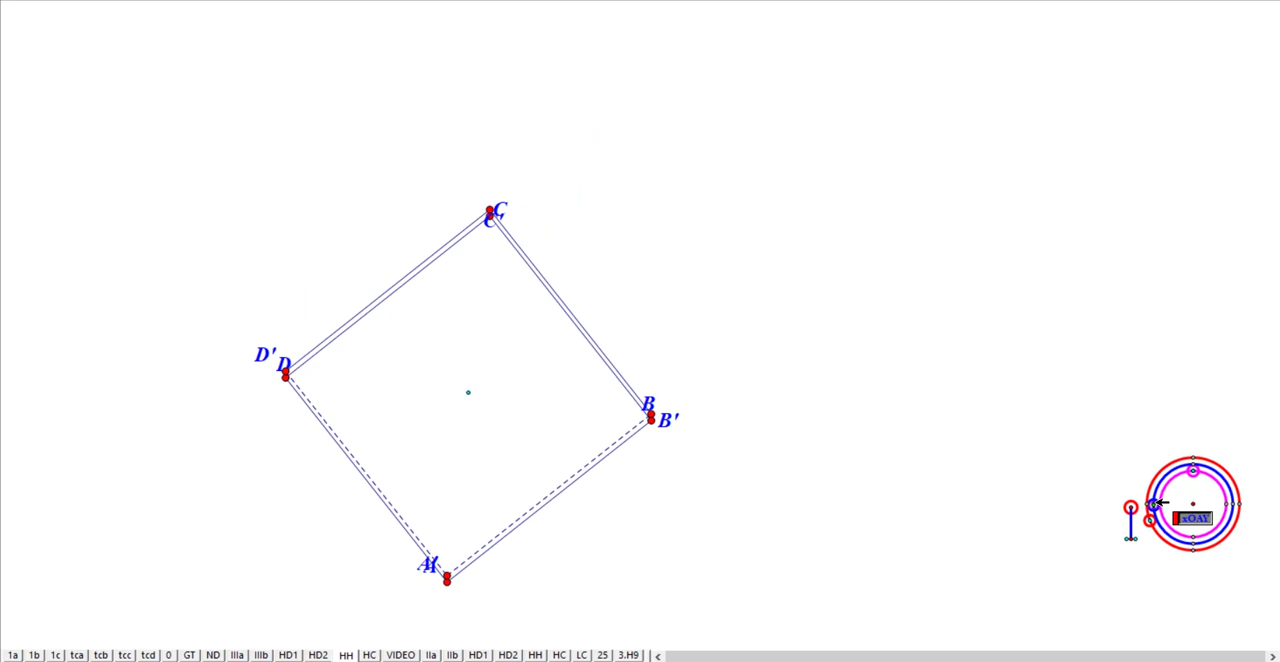 C
C'
D'
D
B
B'
A'
xOAY
1a 1b 1c tca tcb tcc tcd 0 GT ND IIIa IIIb HD1 HD2 HH HC VIDEO IIa IIb HD1 HD2 HH HC LC 25 3.H9